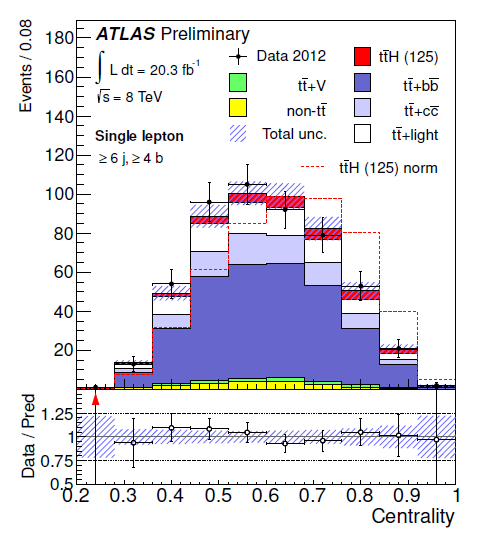 ATLAS Preliminary
∫ L dt = 20.3 fb⁻¹
√s = 8 TeV
Single lepton
≥ 6 j, ≥ 4 b
Data 2012
tt̄H (125)
tt̄+V
tt̄+bb̄
non-tt̄
tt̄+cc̄
Total unc.
tt̄+light
tt̄H (125) norm
Events / 0.08
180
160
140
120
100
80
60
40
20
Data / Pred
1.25
1
0.75
0.5
0.2 0.3 0.4 0.5 0.6 0.7 0.8 0.9 1
Centrality